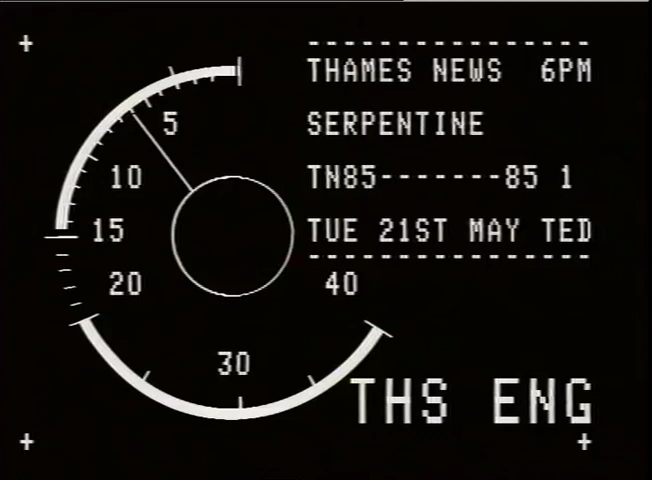 THAMES NEWS 6PM
SERPENTINE
TN85-------85 1
TUE 21ST MAY TED
5
10
15
20
30
40
THS ENG